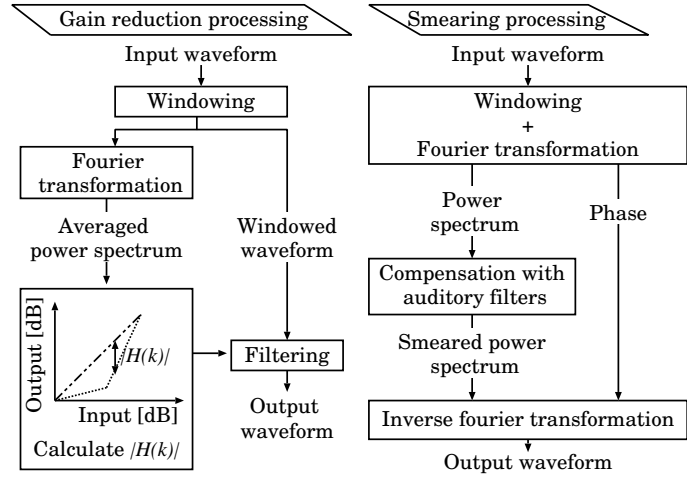 Gain reduction processing
Input waveform
Windowing
Fourier
transformation
Averaged
power spectrum
Windowed
waveform
Output [dB]
|H(k)|
Input [dB]
Calculate |H(k)|
Filtering
Output
waveform
Smearing processing
Input waveform
Windowing
+
Fourier transformation
Power
spectrum
Phase
Compensation with
auditory filters
Smeared power
spectrum
Inverse fourier transformation
Output waveform